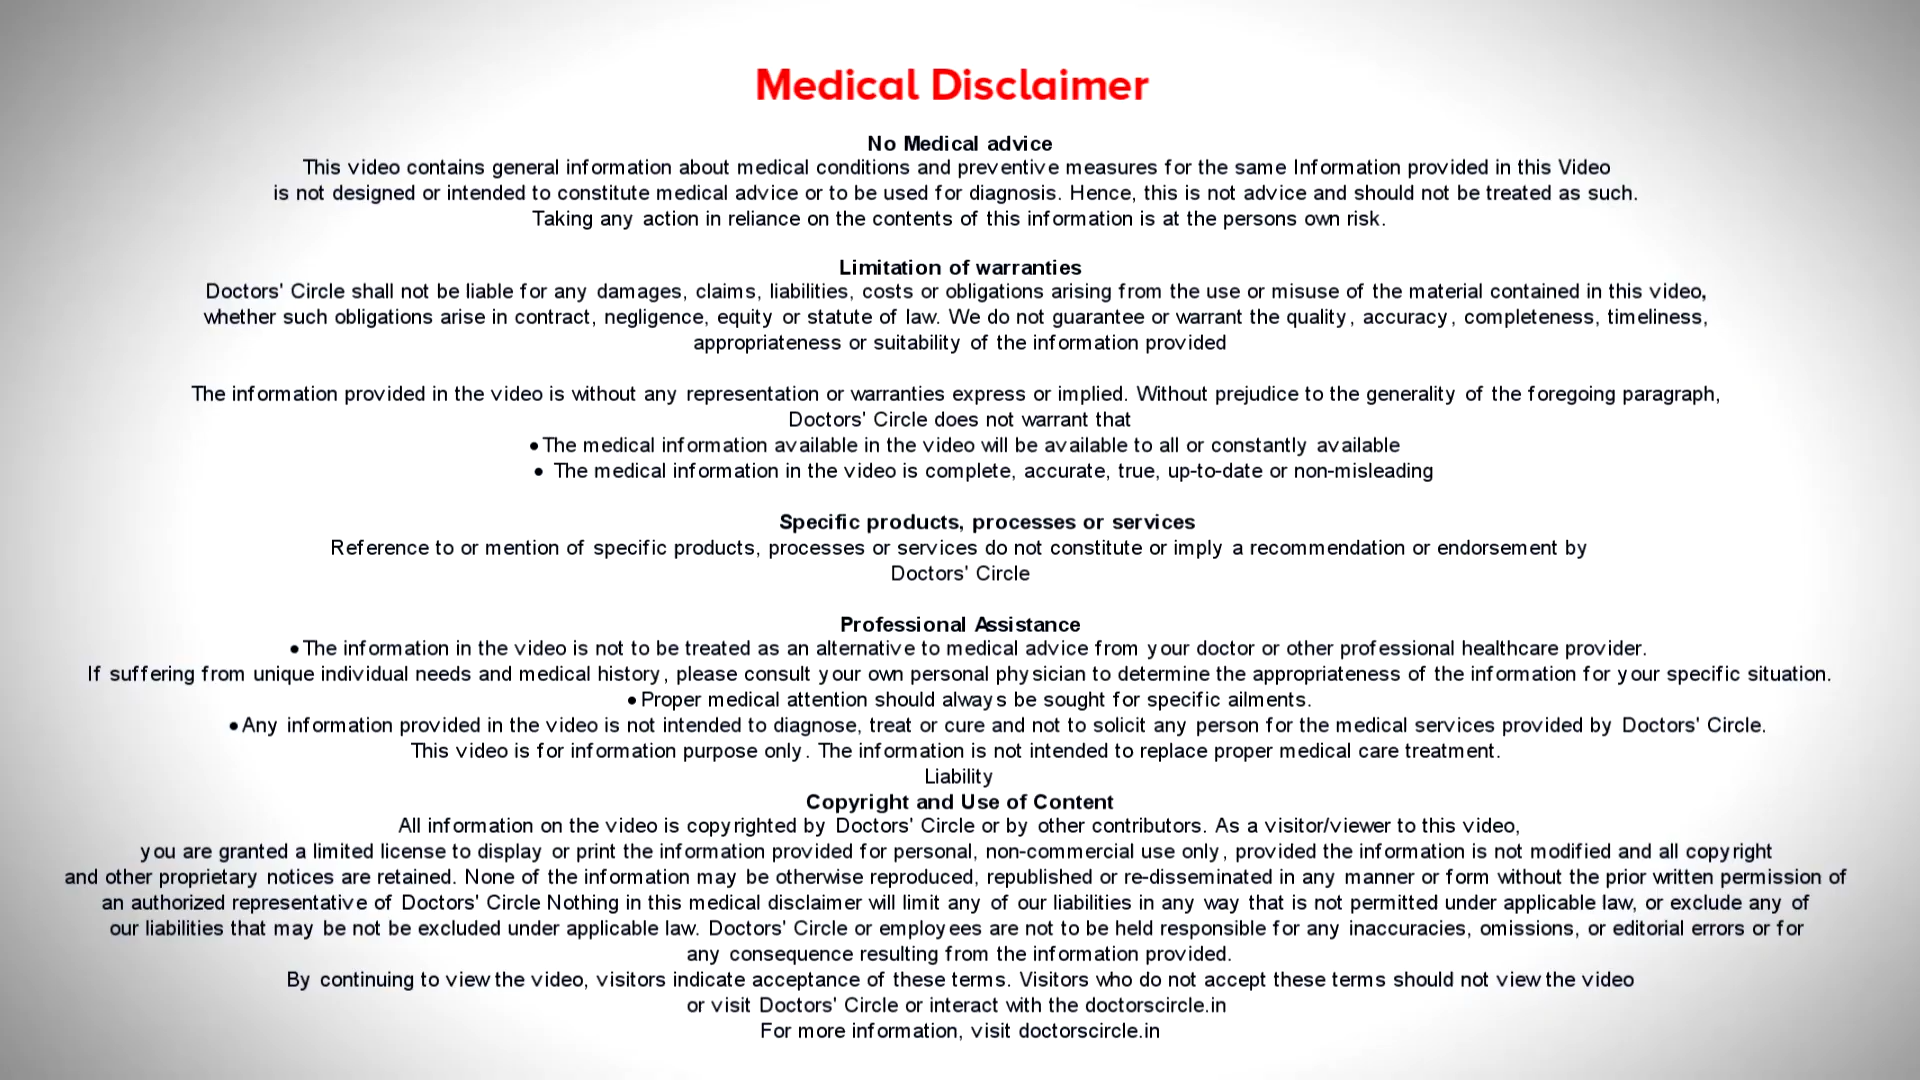 Medical Disclaimer
No Medical advice
This video contains general information about medical conditions and preventive measures for the same Information provided in this Video
is not designed or intended to constitute medical advice or to be used for diagnosis. Hence, this is not advice and should not be treated as such.
Taking any action in reliance on the contents of this information is at the persons own risk.
Limitation of warranties
Doctors' Circle shall not be liable for any damages, claims, liabilities, costs or obligations arising from the use or misuse of the material contained in this video,
whether such obligations arise in contract, negligence, equity or statute of law. We do not guarantee or warrant the quality, accuracy, completeness, timeliness,
appropriateness or suitability of the information provided
The information provided in the video is without any representation or warranties express or implied. Without prejudice to the generality of the foregoing paragraph,
Doctors' Circle does not warrant that
• The medical information available in the video will be available to all or constantly available
• The medical information in the video is complete, accurate, true, up-to-date or non-misleading
Specific products, processes or services
Reference to or mention of specific products, processes or services do not constitute or imply a recommendation or endorsement by
Doctors' Circle
Professional Assistance
• The information in the video is not to be treated as an alternative to medical advice from your doctor or other professional healthcare provider.
If suffering from unique individual needs and medical history, please consult your own personal physician to determine the appropriateness of the information for your specific situation.
• Proper medical attention should always be sought for specific ailments.
• Any information provided in the video is not intended to diagnose, treat or cure and not to solicit any person for the medical services provided by Doctors' Circle.
This video is for information purpose only. The information is not intended to replace proper medical care treatment.
Liability
Copyright and Use of Content
All information on the video is copyrighted by Doctors' Circle or by other contributors. As a visitor/viewer to this video,
you are granted a limited license to display or print the information provided for personal, non-commercial use only, provided the information is not modified and all copyright
and other proprietary notices are retained. None of the information may be otherwise reproduced, republished or re-disseminated in any manner or form without the prior written permission of
an authorized representative of Doctors' Circle Nothing in this medical disclaimer will limit any of our liabilities in any way that is not permitted under applicable law, or exclude any of
our liabilities that may be not be excluded under applicable law. Doctors' Circle or employees are not to be held responsible for any inaccuracies, omissions, or editorial errors or for
any consequence resulting from the information provided.
By continuing to view the video, visitors indicate acceptance of these terms. Visitors who do not accept these terms should not view the video
or visit Doctors' Circle or interact with the doctorscircle.in
For more information, visit doctorscircle.in